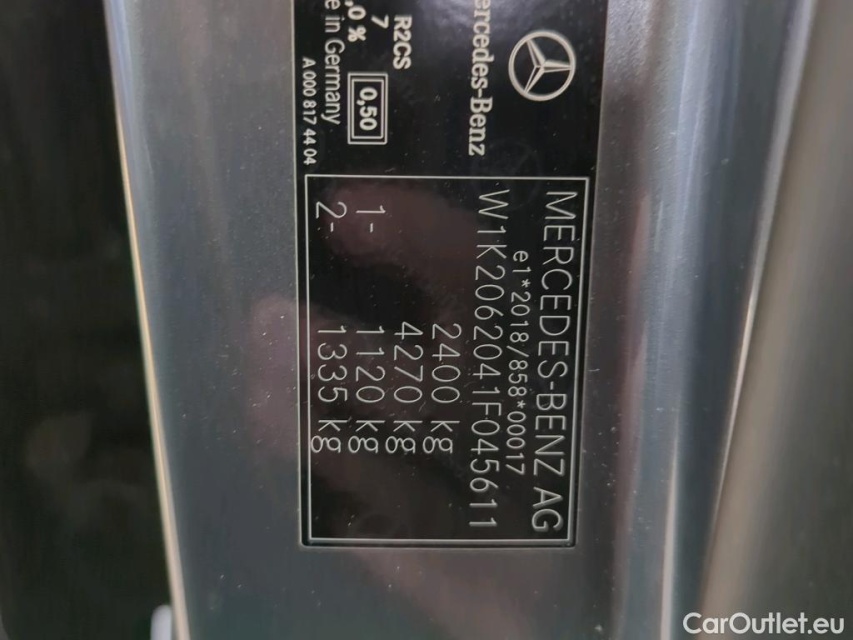 Mercedes-Benz
R2CS
7
,0 %
0,50
in Germany
A 000 817 44 04
MERCEDES-BENZ AG
e1*2018/858*00017
W1K2062041F045611
2400 kg
4270 kg
1- 1120 kg
2- 1335 kg
CarOutlet.eu